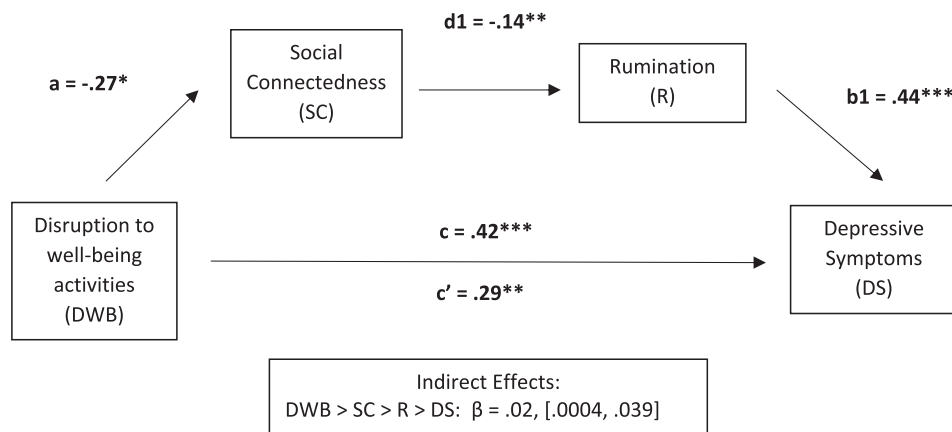 d1 = -.14**
Social
Connectedness
(SC)
Rumination
(R)
a = -.27*
b1 = .44***
Disruption to
well-being
activities
(DWB)
c = .42***
c’ = .29**
Depressive
Symptoms
(DS)
Indirect Effects:
DWB > SC > R > DS: β = .02, [.0004, .039]